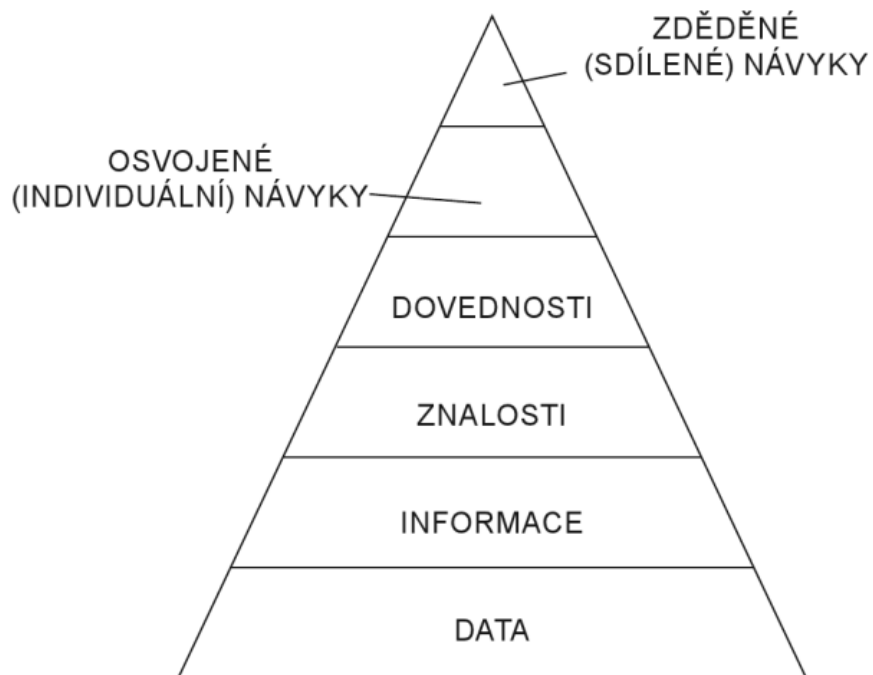 ZDĚDĚNÉ
(SDÍLENÉ) NÁVYKY
OSVOJENÉ
(INDIVIDUÁLNÍ) NÁVYKY
DOVEDNOSTI
ZNALOSTI
INFORMACE
DATA